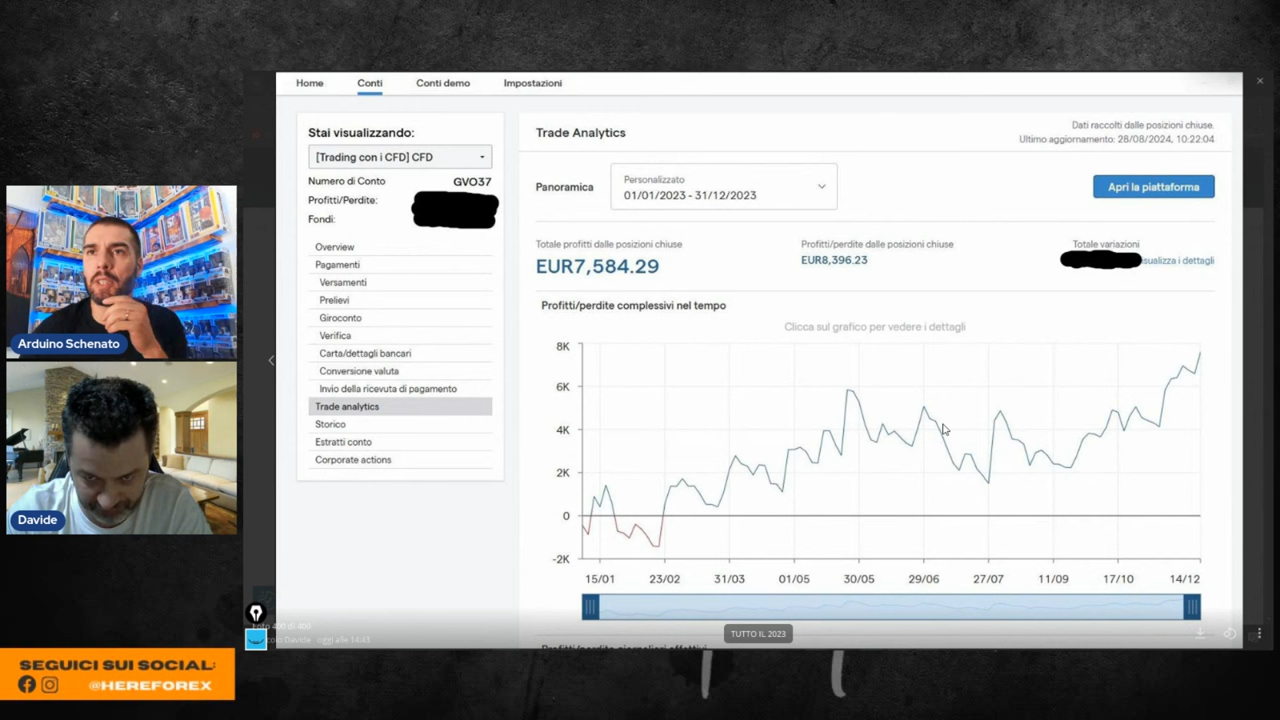 Home Conti Conti demo Impostazioni
Stai visualizzando:
[Trading con i CFD] CFD
Numero di Conto GVO37
Profitti/Perdite:
Fondi:
Overview
Pagamenti
Versamenti
Prelievi
Giroconto
Verifica
Carta/dettagli bancari
Conversione valuta
Invio della ricevuta di pagamento
Trade analytics
Storico
Estratti conto
Corporate actions
Trade Analytics
Dati raccolti dalle posizioni chiuse.
Ultimo aggiornamento: 28/08/2024, 10:22:04
Panoramica
Personalizzato
01/01/2023 - 31/12/2023
Apri la piattaforma
Totale profitti dalle posizioni chiuse
EUR7,584.29
Profitti/perdite dalle posizioni chiuse
EUR8,396.23
Totale variazioni
sualizza i dettagli
Profitti/perdite complessivi nel tempo
Clicca sul grafico per vedere i dettagli
8K
6K
4K
2K
0
-2K
15/01 23/02 31/03 01/05 30/05 29/06 27/07 11/09 17/10 14/12
TUTTO IL 2023
Davide oggi alle 14:43
Arduino Schenato
Davide
SEGUICI SUI SOCIAL:
@HEREFOREX